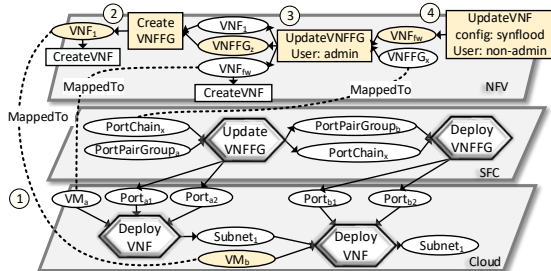 2
3
4
VNF1
Create
VNFFG
VNF1
VNFFGz
VNFfw
UpdateVNFFG
User: admin
VNFfw
VNFFGx
UpdateVNF
config: synflood
User: non-admin
CreateVNF
CreateVNF
NFV
MappedTo
MappedTo
MappedTo
PortChainx
PortPairGroupa
Update
VNFFG
PortPairGroupb
PortChainx
Deploy
VNFFG
SFC
1
VMa
Porta1
Porta2
Portb1
Portb2
Deploy
VNF
Subnet1
VMb
Deploy
VNF
Subnet1
Cloud